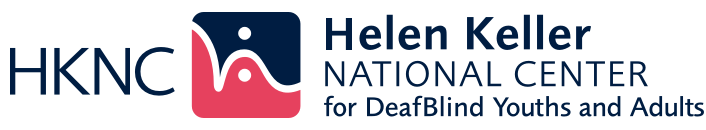 HKNC
Helen Keller
NATIONAL CENTER
for DeafBlind Youths and Adults